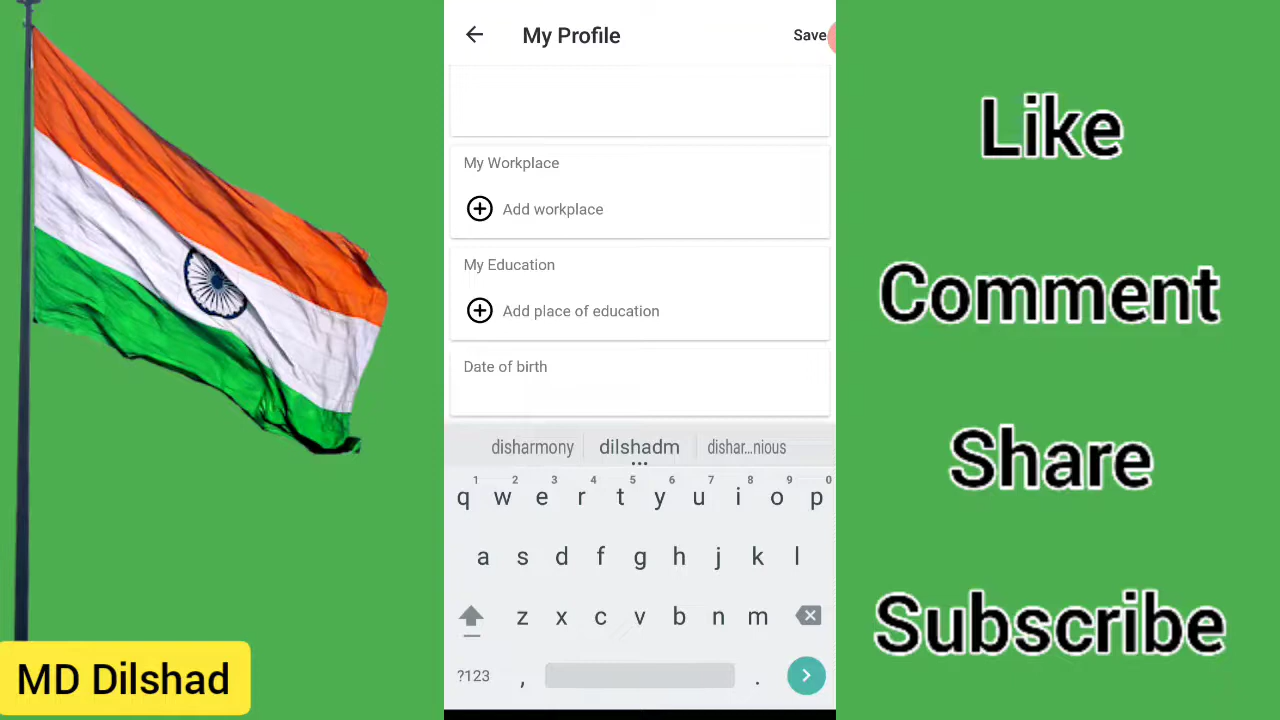 My Profile
Save
My Workplace
Add workplace
My Education
Add place of education
Date of birth
disharmony dilshadm dishar...nious
1 2 3 4 5 6 7 8 9 0
q w e r t y u i o p
a s d f g h j k l
z x c v b n m
?123 , .
MD Dilshad
Like
Comment
Share
Subscribe